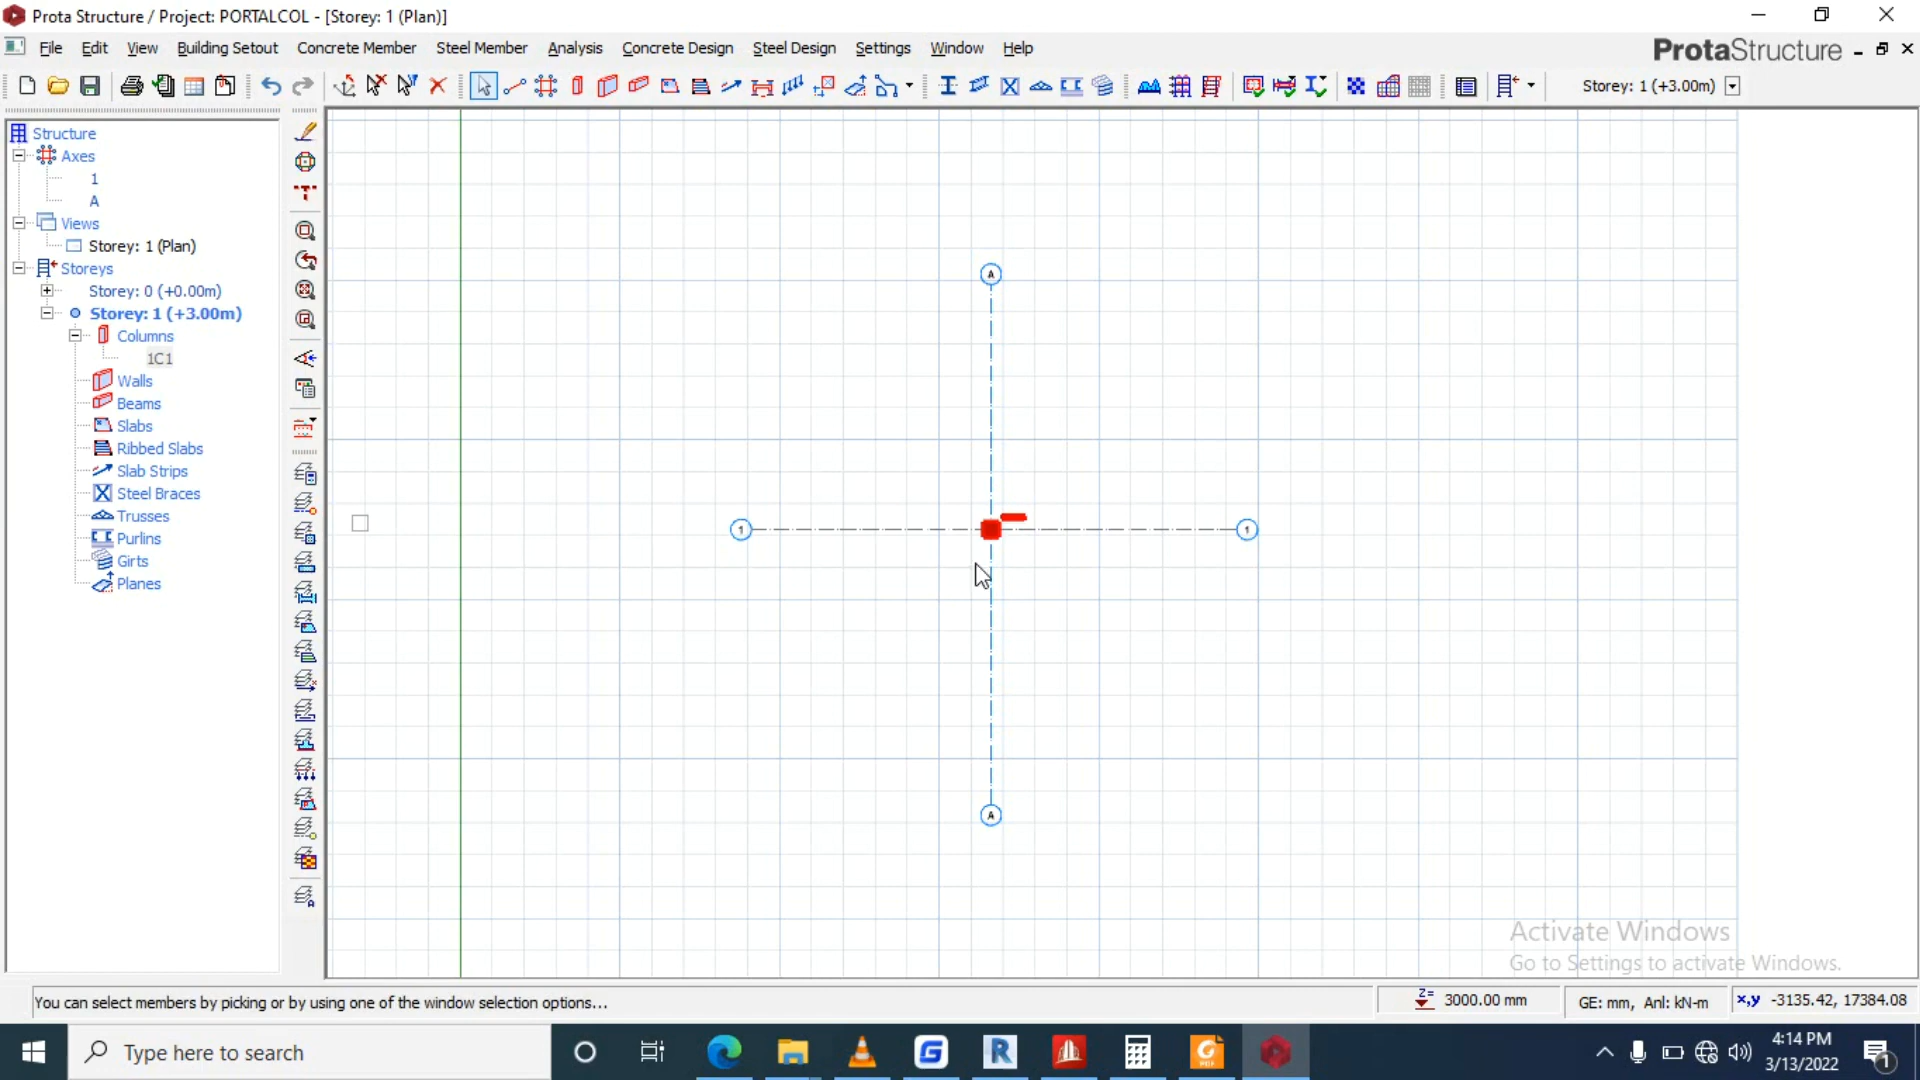 Prota Structure / Project: PORTALCOL - [Storey: 1 (Plan)]
File Edit View Building Setout Concrete Member Steel Member Analysis Concrete Design Steel Design Settings Window Help
ProtaStructure
Storey: 1 (+3.00m)
Structure
Axes
1
A
Views
Storey: 1 (Plan)
Storeys
Storey: 0 (+0.00m)
Storey: 1 (+3.00m)
Columns
1C1
Walls
Beams
Slabs
Ribbed Slabs
Slab Strips
Steel Braces
Trusses
Purlins
Girts
Planes
A
1
1
A
Activate Windows
Go to Settings to activate Windows.
You can select members by picking or by using one of the window selection options...
Z= 3000.00 mm
GE: mm, Anl: kN-m
x,y -3135.42, 17384.08
Type here to search
4:14 PM
3/13/2022
1